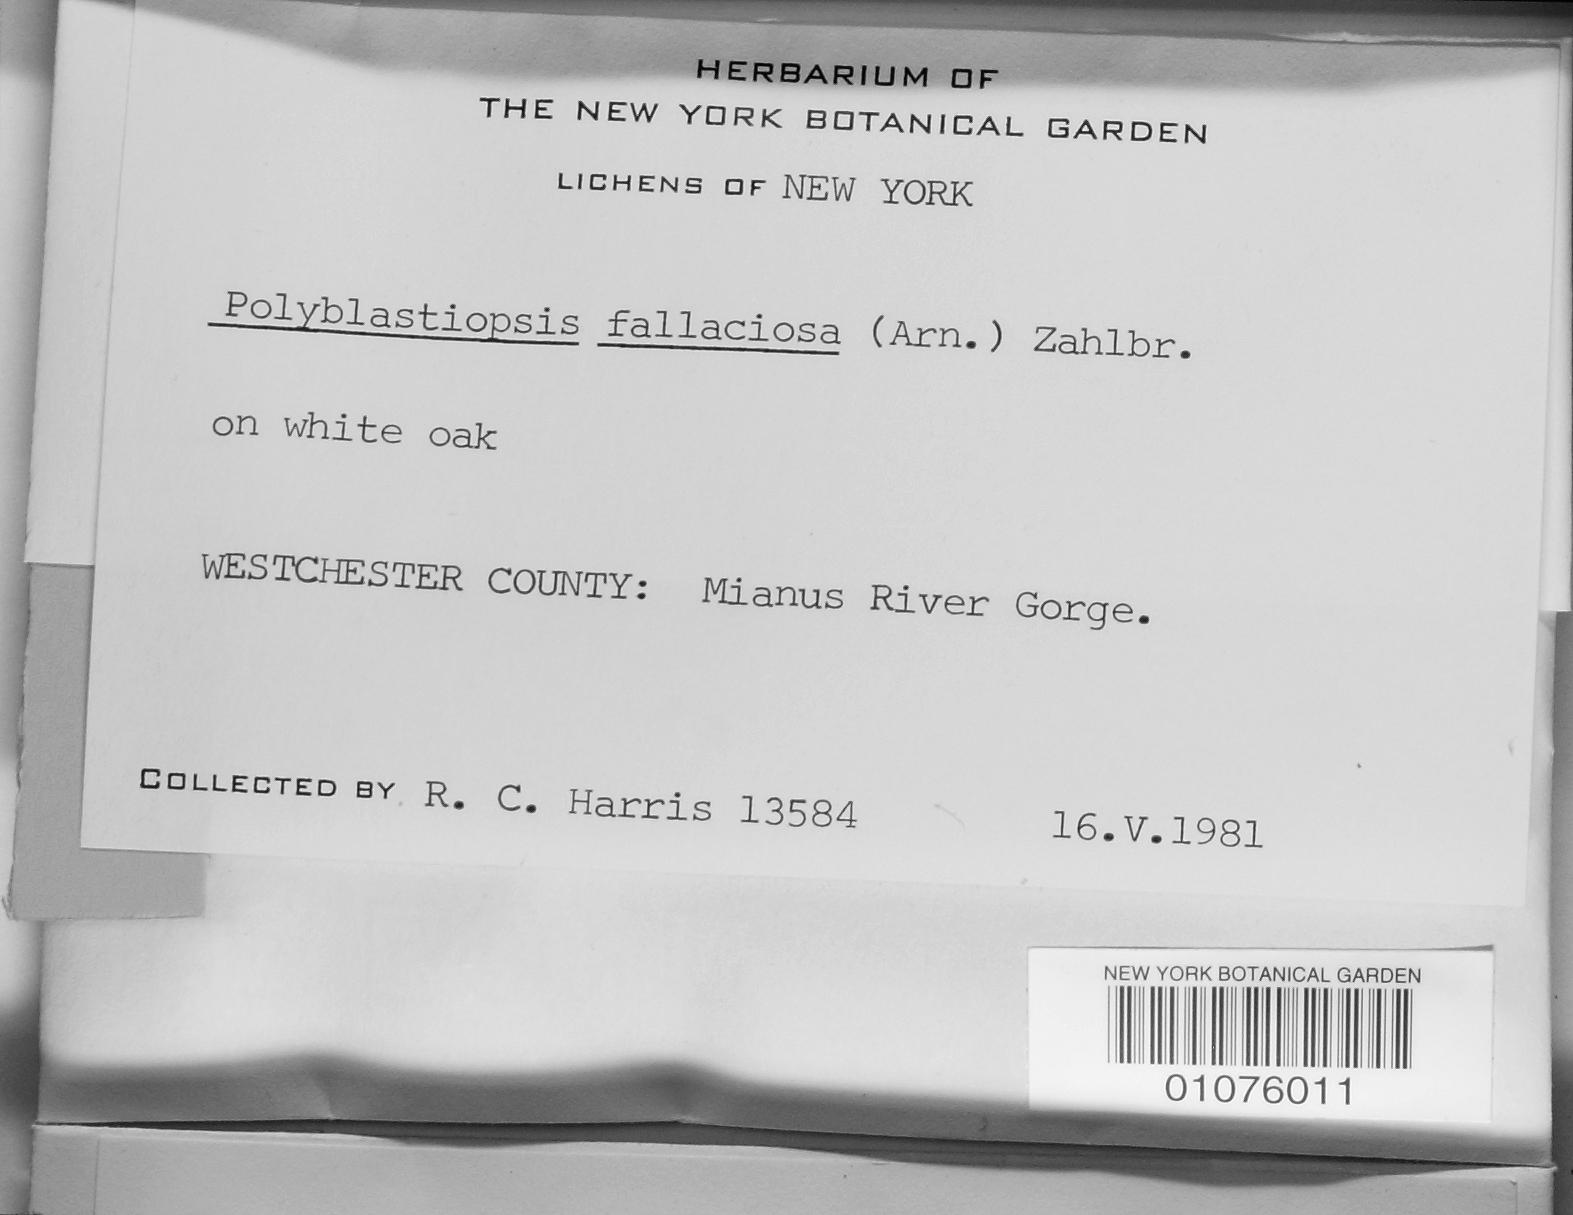 HERBARIUM OF
THE NEW YORK BOTANICAL GARDEN
LICHENS OF NEW YORK
Polyblastiopsis fallaciosa (Arn.) Zahlbr.
on white oak
WESTCHESTER COUNTY: Mianus River Gorge.
COLLECTED BY R. C. Harris 13584 16.V.1981
NEW YORK BOTANICAL GARDEN
01076011